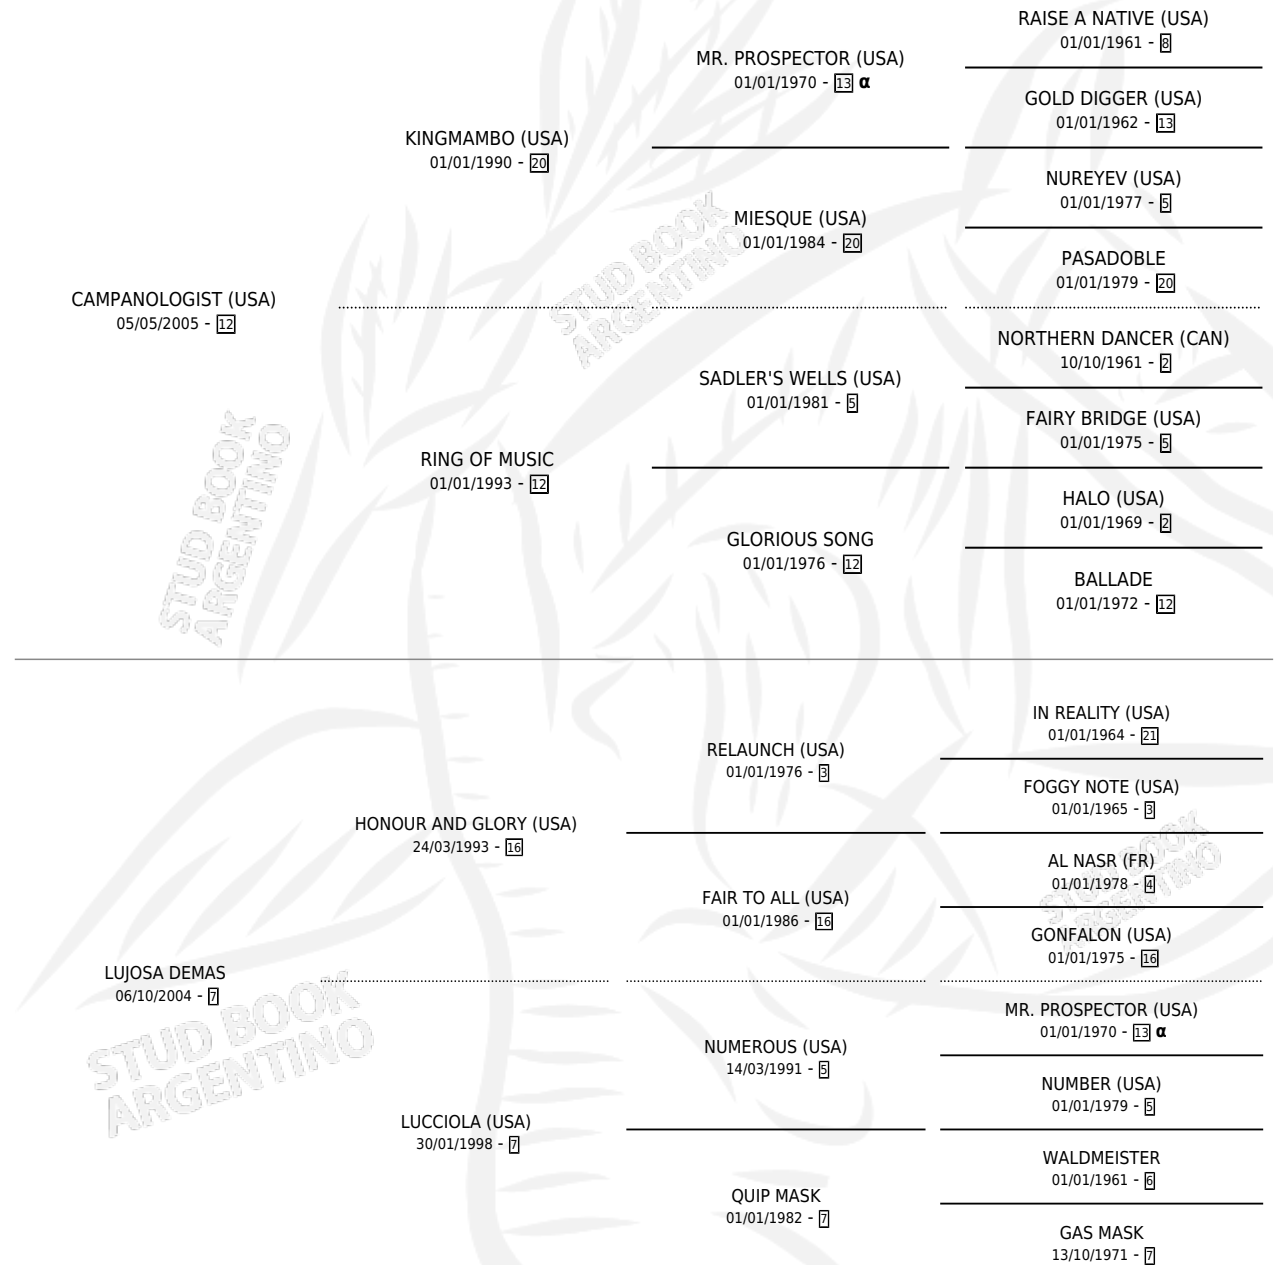 RAISE A NATIVE (USA)
01/01/1961 - 8
MR. PROSPECTOR (USA)
01/01/1970 - 13 α
GOLD DIGGER (USA)
01/01/1962 - 13
KINGMAMBO (USA)
01/01/1990 - 20
NUREYEV (USA)
01/01/1977 - 5
MIESQUE (USA)
01/01/1984 - 20
PASADOBLE
01/01/1979 - 20
CAMPANOLOGIST (USA)
05/05/2005 - 12
NORTHERN DANCER (CAN)
10/10/1961 - 2
SADLER'S WELLS (USA)
01/01/1981 - 5
FAIRY BRIDGE (USA)
01/01/1975 - 5
RING OF MUSIC
01/01/1993 - 12
HALO (USA)
01/01/1969 - 2
GLORIOUS SONG
01/01/1976 - 12
BALLADE
01/01/1972 - 12
IN REALITY (USA)
01/01/1964 - 21
RELAUNCH (USA)
01/01/1976 - 3
FOGGY NOTE (USA)
01/01/1965 - 3
HONOUR AND GLORY (USA)
24/03/1993 - 16
AL NASR (FR)
01/01/1978 - 4
FAIR TO ALL (USA)
01/01/1986 - 16
GONFALON (USA)
01/01/1975 - 16
LUJOSA DEMAS
06/10/2004 - 7
MR. PROSPECTOR (USA)
01/01/1970 - 13 α
NUMEROUS (USA)
14/03/1991 - 5
NUMBER (USA)
01/01/1979 - 5
LUCCIOLA (USA)
30/01/1998 - 7
WALDMEISTER
01/01/1961 - 6
QUIP MASK
01/01/1982 - 7
GAS MASK
13/10/1971 - 7
STUD BOOK
ARGENTINO
STUD BOOK
ARGENTINO
STUD BOOK
ARGENTINO
STUD BOOK
ARGENTINO